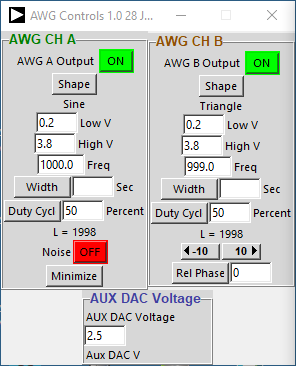 AWG Controls 1.0 28 J...
AWG CH A
AWG A Output ON
Shape
Sine
0.2 Low V
3.8 High V
1000.0 Freq
Width Sec
Duty Cycl 50 Percent
L = 1998
Noise OFF
Minimize
AWG CH B
AWG B Output ON
Shape
Triangle
0.2 Low V
3.8 High V
999.0 Freq
Width Sec
Duty Cycl 50 Percent
L = 1998
-10 10
Rel Phase 0
AUX DAC Voltage
AUX DAC Voltage
2.5
Aux DAC V